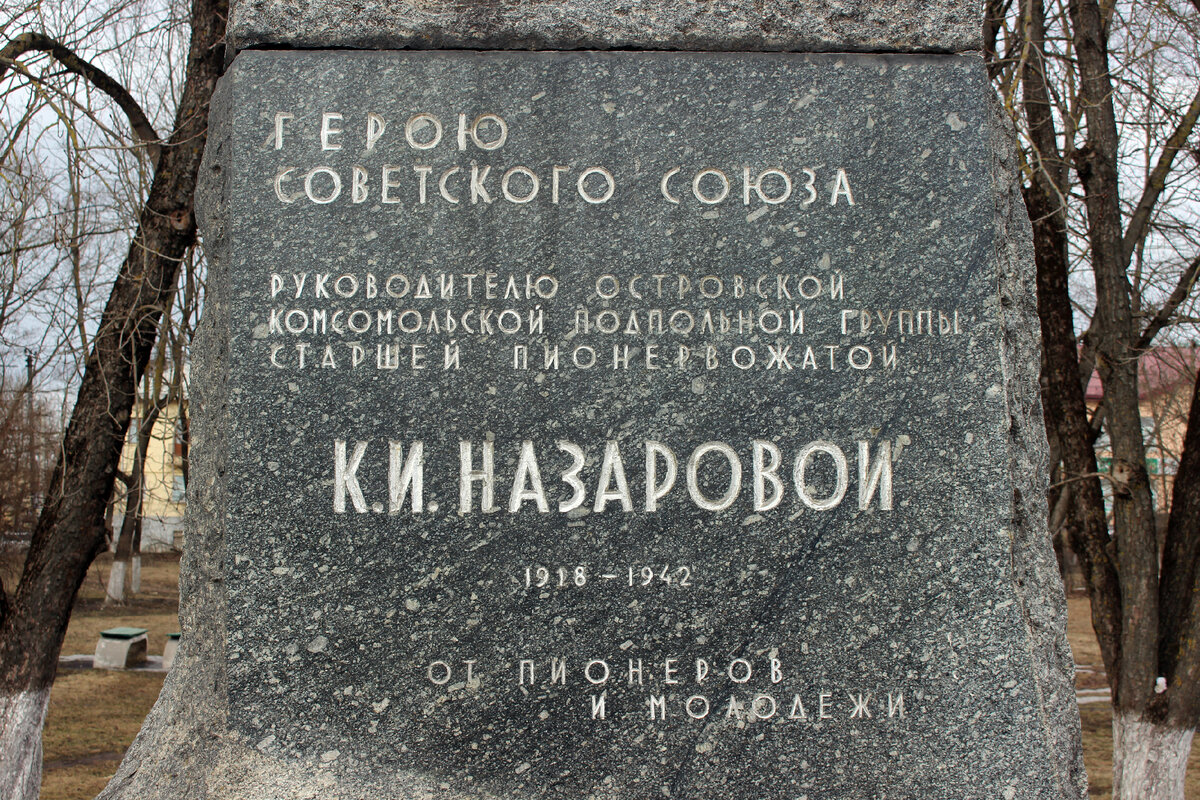 ГЕРОЮ
СОВЕТСКОГО СОЮЗА
РУКОВОДИТЕЛЮ ОСТРОВСКОЙ
КОМСОМОЛЬСКОЙ ПОДПОЛЬНОЙ ГРУППЫ
СТАРШЕЙ ПИОНЕРВОЖАТОЙ
К.И. НАЗАРОВОЙ
1918 – 1942
ОТ ПИОНЕРОВ
И МОЛОДЕЖИ